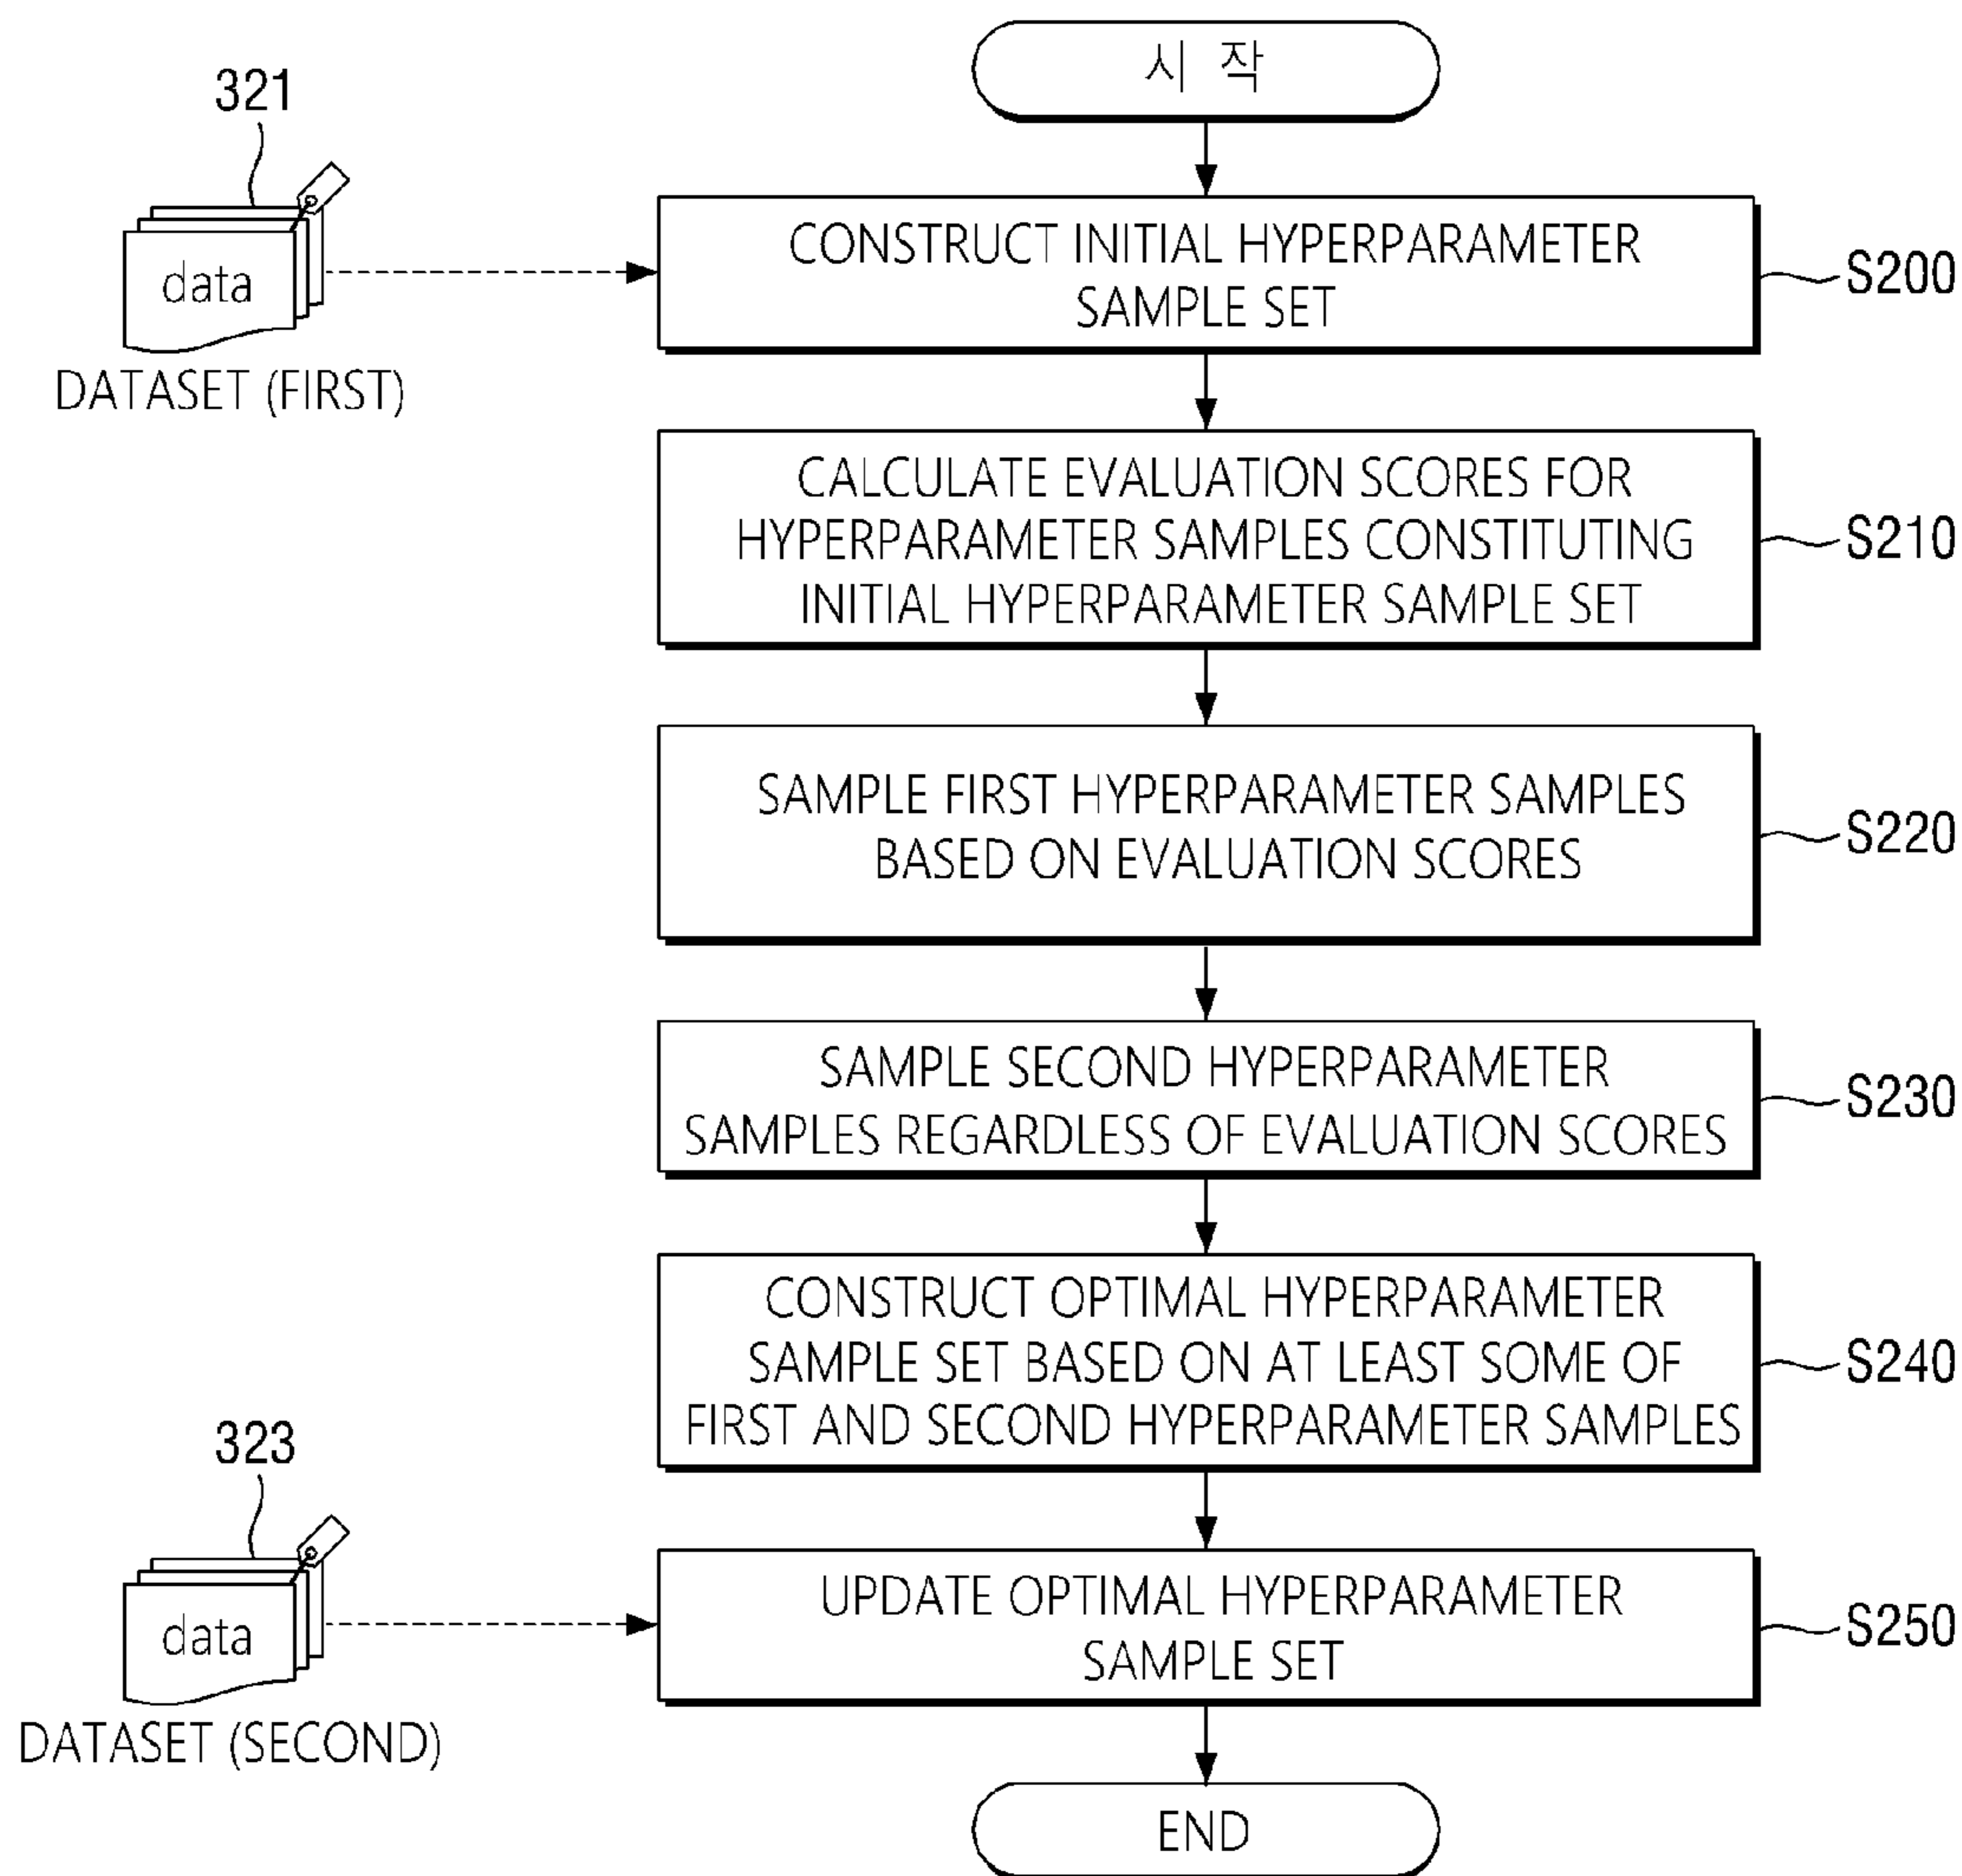 시 작
321
data
DATASET (FIRST)
CONSTRUCT INITIAL HYPERPARAMETER
SAMPLE SET
S200
CALCULATE EVALUATION SCORES FOR
HYPERPARAMETER SAMPLES CONSTITUTING
INITIAL HYPERPARAMETER SAMPLE SET
S210
SAMPLE FIRST HYPERPARAMETER SAMPLES
BASED ON EVALUATION SCORES
S220
SAMPLE SECOND HYPERPARAMETER
SAMPLES REGARDLESS OF EVALUATION SCORES
S230
CONSTRUCT OPTIMAL HYPERPARAMETER
SAMPLE SET BASED ON AT LEAST SOME OF
FIRST AND SECOND HYPERPARAMETER SAMPLES
S240
323
data
DATASET (SECOND)
UPDATE OPTIMAL HYPERPARAMETER
SAMPLE SET
S250
END